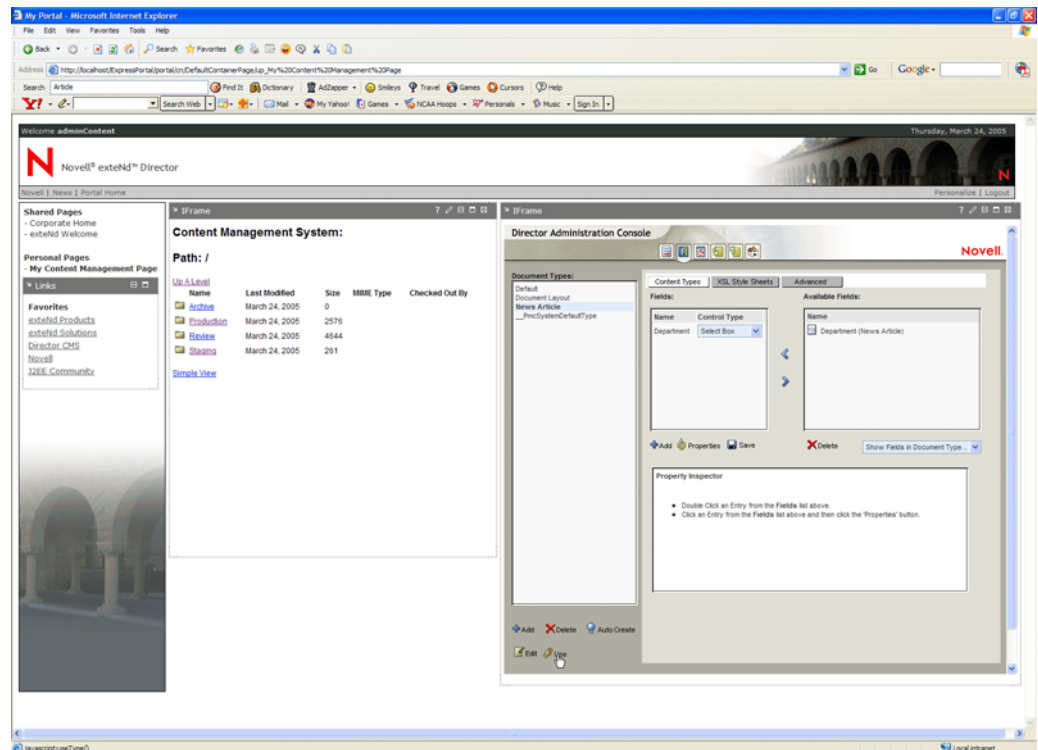 My Portal - Microsoft Internet Explorer
File Edit View Favorites Tools Help
Back Search Favorites
Address http://localhost/ExpressPortal/portal/cn/DefaultContainerPage/up_My%20Content%20Management%20Page Go Google
Search Article Find It Dictionary AdZapper Smileys Travel Games Cursors Help
Y! Search Web Mail My Yahoo! Games NCAA Hoops Personals Music Sign In
Welcome adminContent Thursday, March 24, 2005
N Novell® exteNd™ Director
N
Novell | News | Portal Home Personalize | Logout
Shared Pages
- Corporate Home
- exteNd Welcome
Personal Pages
- My Content Management Page
Links
Favorites
exteNd Products
exteNd Solutions
Director CMS
Novell
J2EE Community
IFrame
Content Management System:
Path: /
Up A Level
Name Last Modified Size MIME Type Checked Out By
Archive March 24, 2005 0
Production March 24, 2005 2576
Review March 24, 2005 4644
Staging March 24, 2005 261
Simple View
IFrame
Director Administration Console
Novell.
Document Types:
Default
Document Layout
News Article
__PmcSystemDefaultType
Add Delete Auto Create
Edit Use
Content Types XSL Style Sheets Advanced
Fields: Available Fields:
Name Control Type Name
Department Select Box Department (News Article)
Add Properties Save Delete Show Fields in Document Type...
Property Inspector
• Double Click an Entry from the Fields list above.
• Click an Entry from the Fields list above and then click the 'Properties' button.
javascript:useType() Local intranet